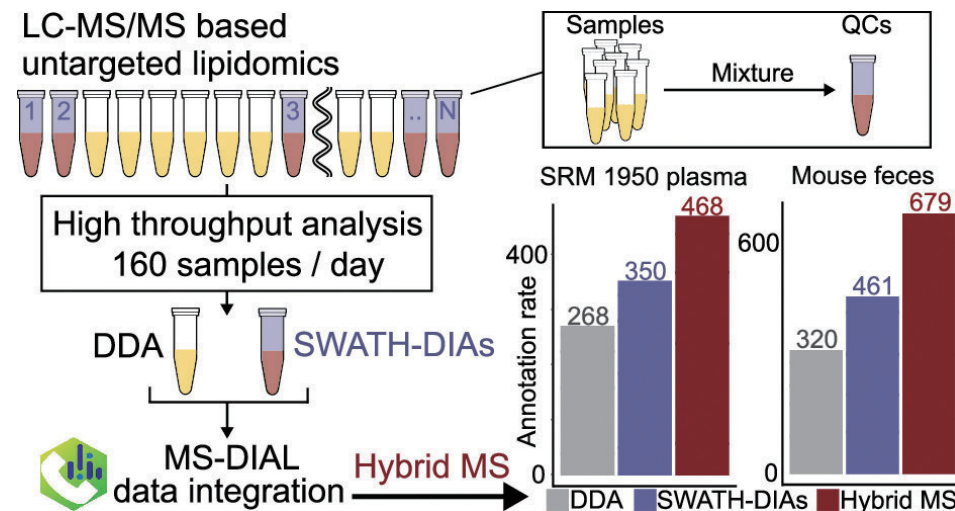 LC-MS/MS based
untargeted lipidomics
1 2 3 .. N
Samples
QCs
Mixture
High throughput analysis
160 samples / day
DDA
SWATH-DIAs
MS-DIAL
data integration
Hybrid MS
SRM 1950 plasma
Annotation rate
400
0
268
350
468
Mouse feces
600
0
320
461
679
DDA SWATH-DIAs Hybrid MS